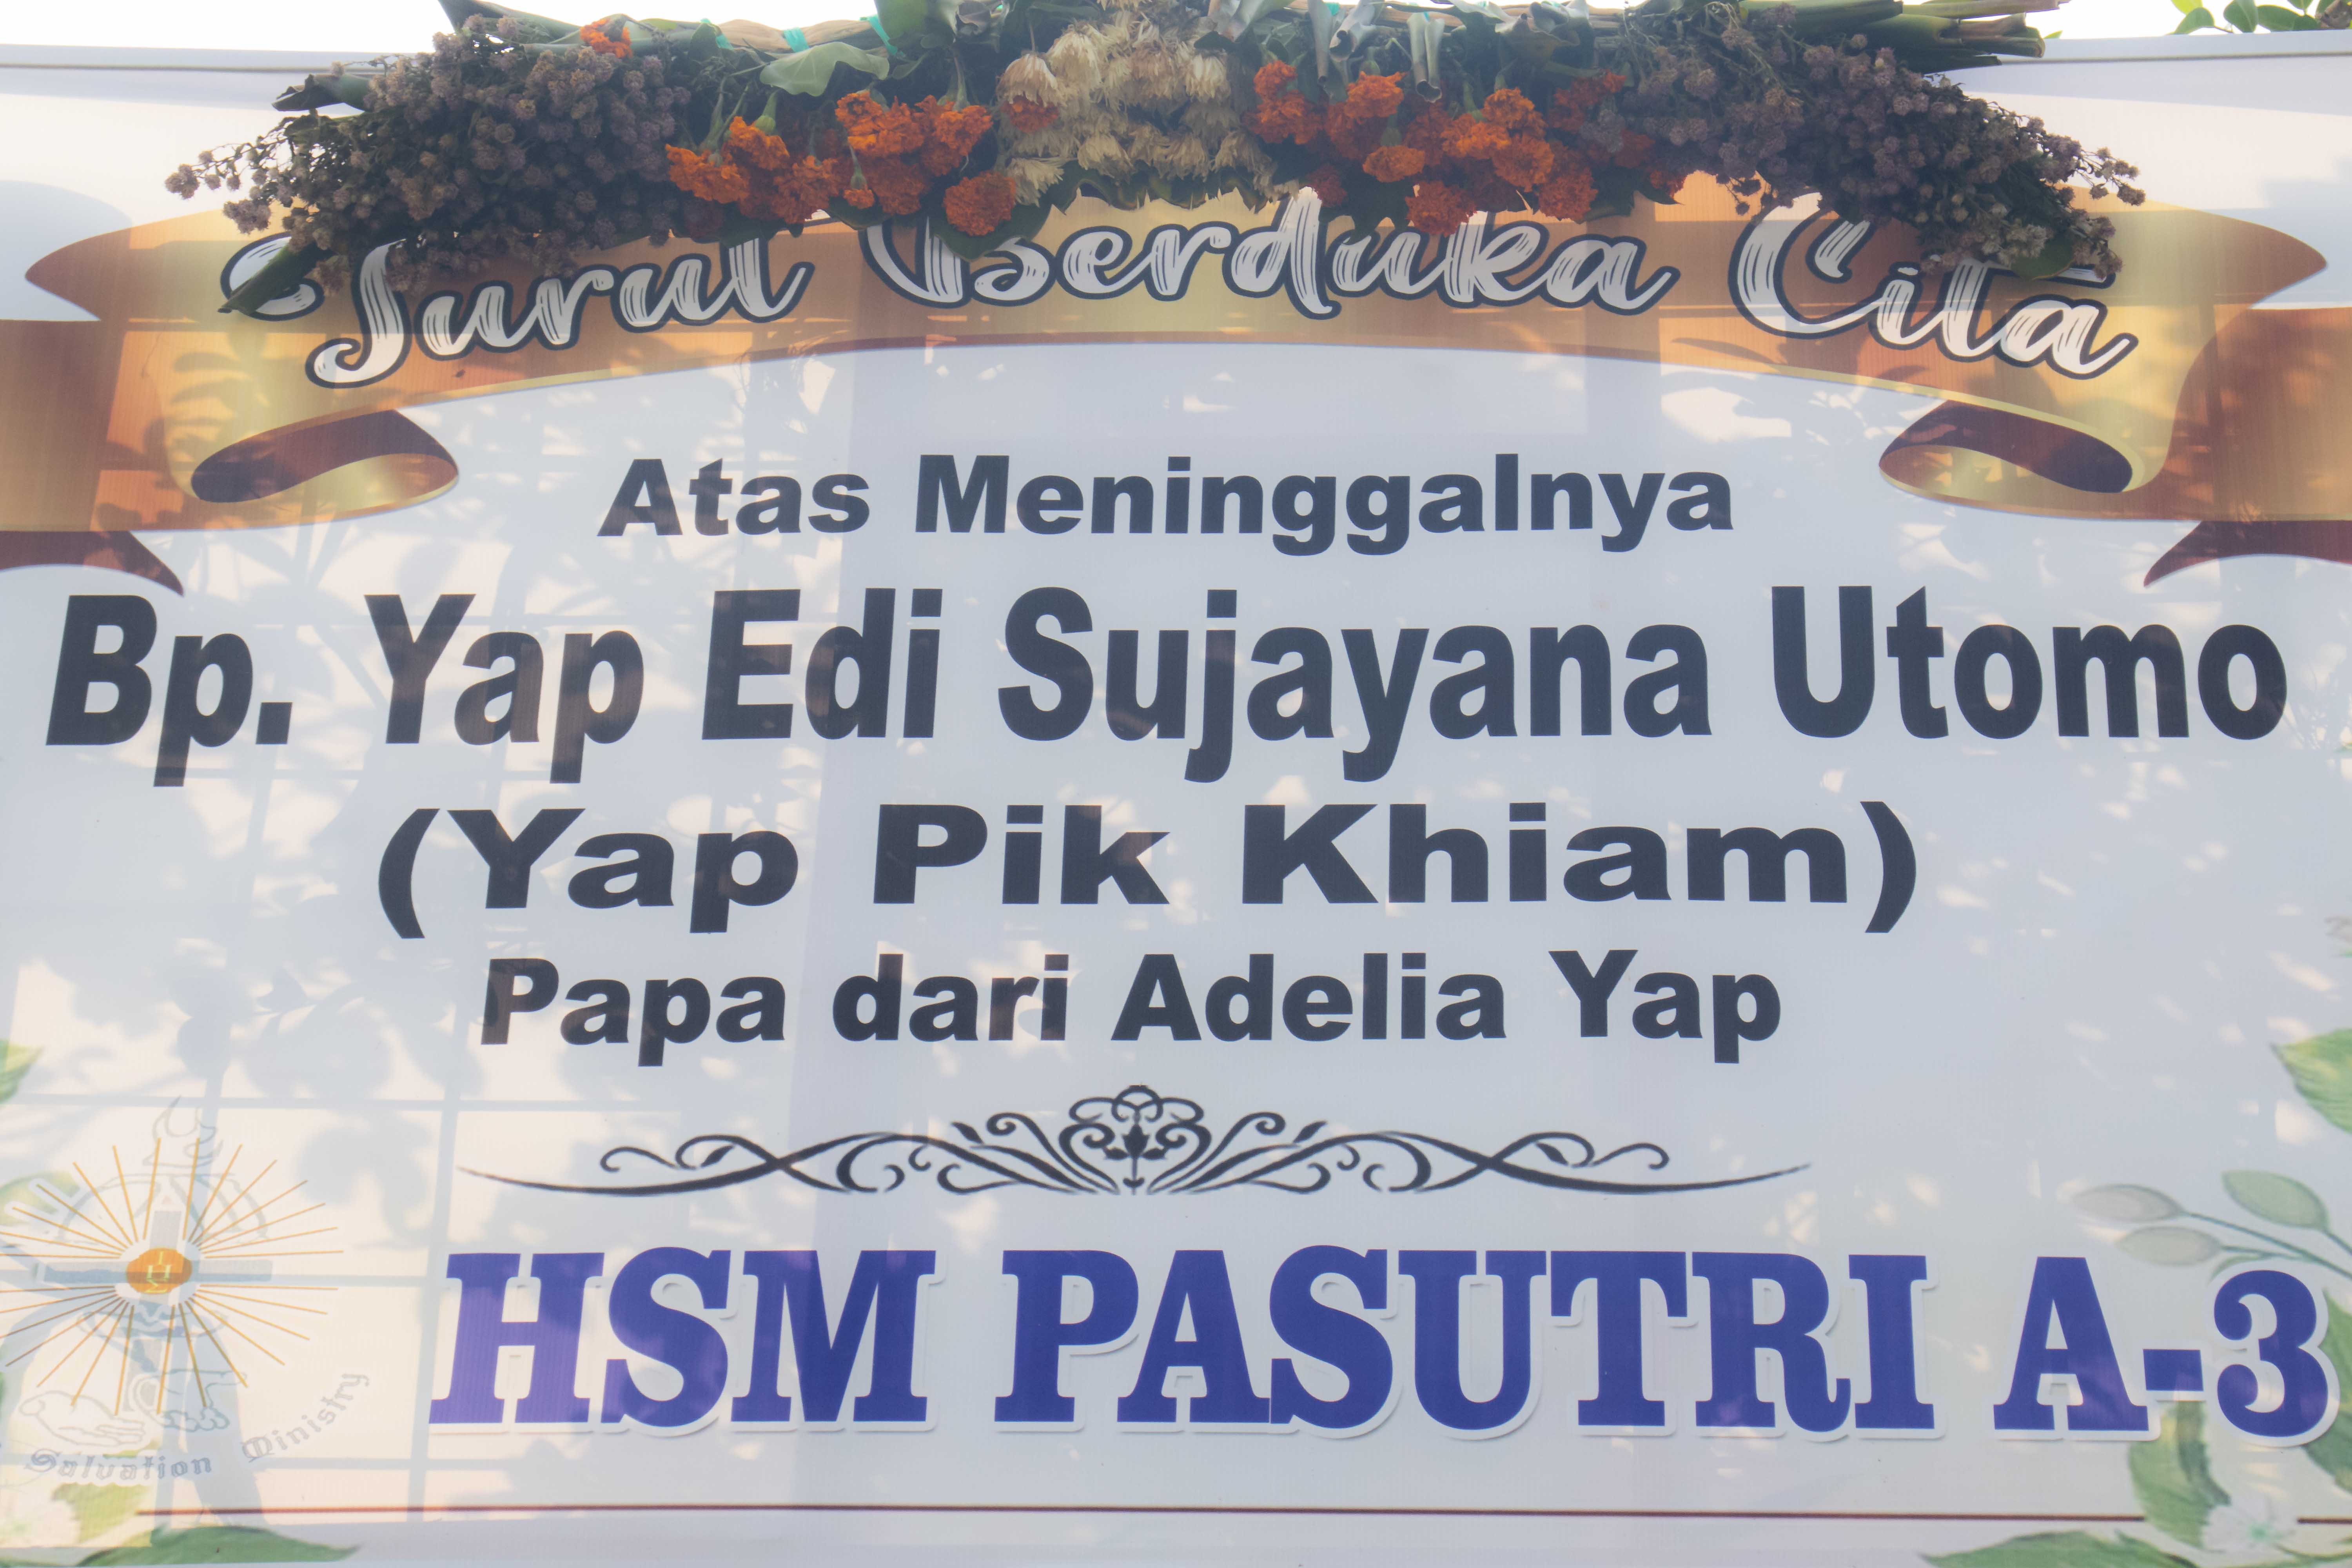 Turut Berduka Cita
Atas Meninggalnya
Bp. Yap Edi Sujayana Utomo
(Yap Pik Khiam)
Papa dari Adelia Yap
IHS
HSM PASUTRI A-3
Salvation Ministry